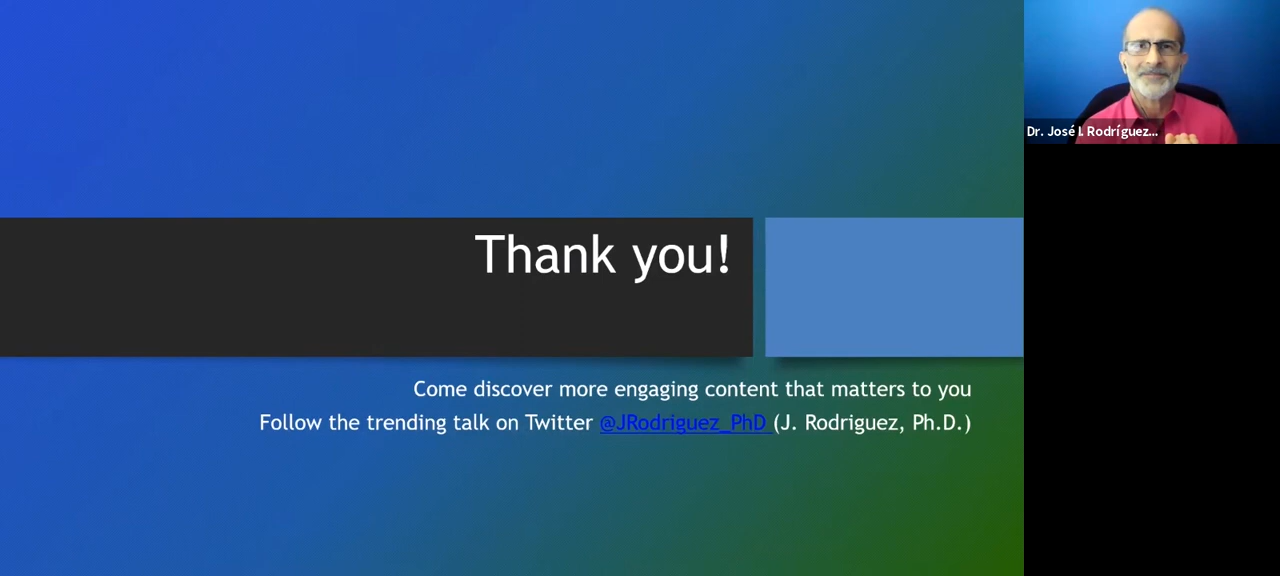 Thank you!
Come discover more engaging content that matters to you
Follow the trending talk on Twitter @JRodriguez_PhD (J. Rodriguez, Ph.D.)
Dr. José I. Rodríguez...